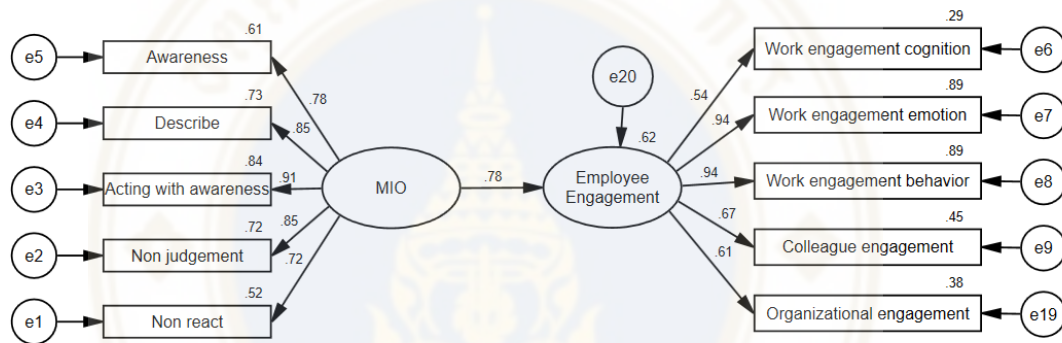 .61
e5
Awareness
.78
.73
e4
Describe
.85
.84
e3
Acting with awareness
.91
MIO
.72
e2
Non judgement
.85
.52
e1
Non react
.72
.78
e20
.62
Employee
Engagement
.29
Work engagement cognition
e6
.54
.89
Work engagement emotion
e7
.94
.89
Work engagement behavior
e8
.94
.45
Colleague engagement
e9
.67
.38
Organizational engagement
e19
.61